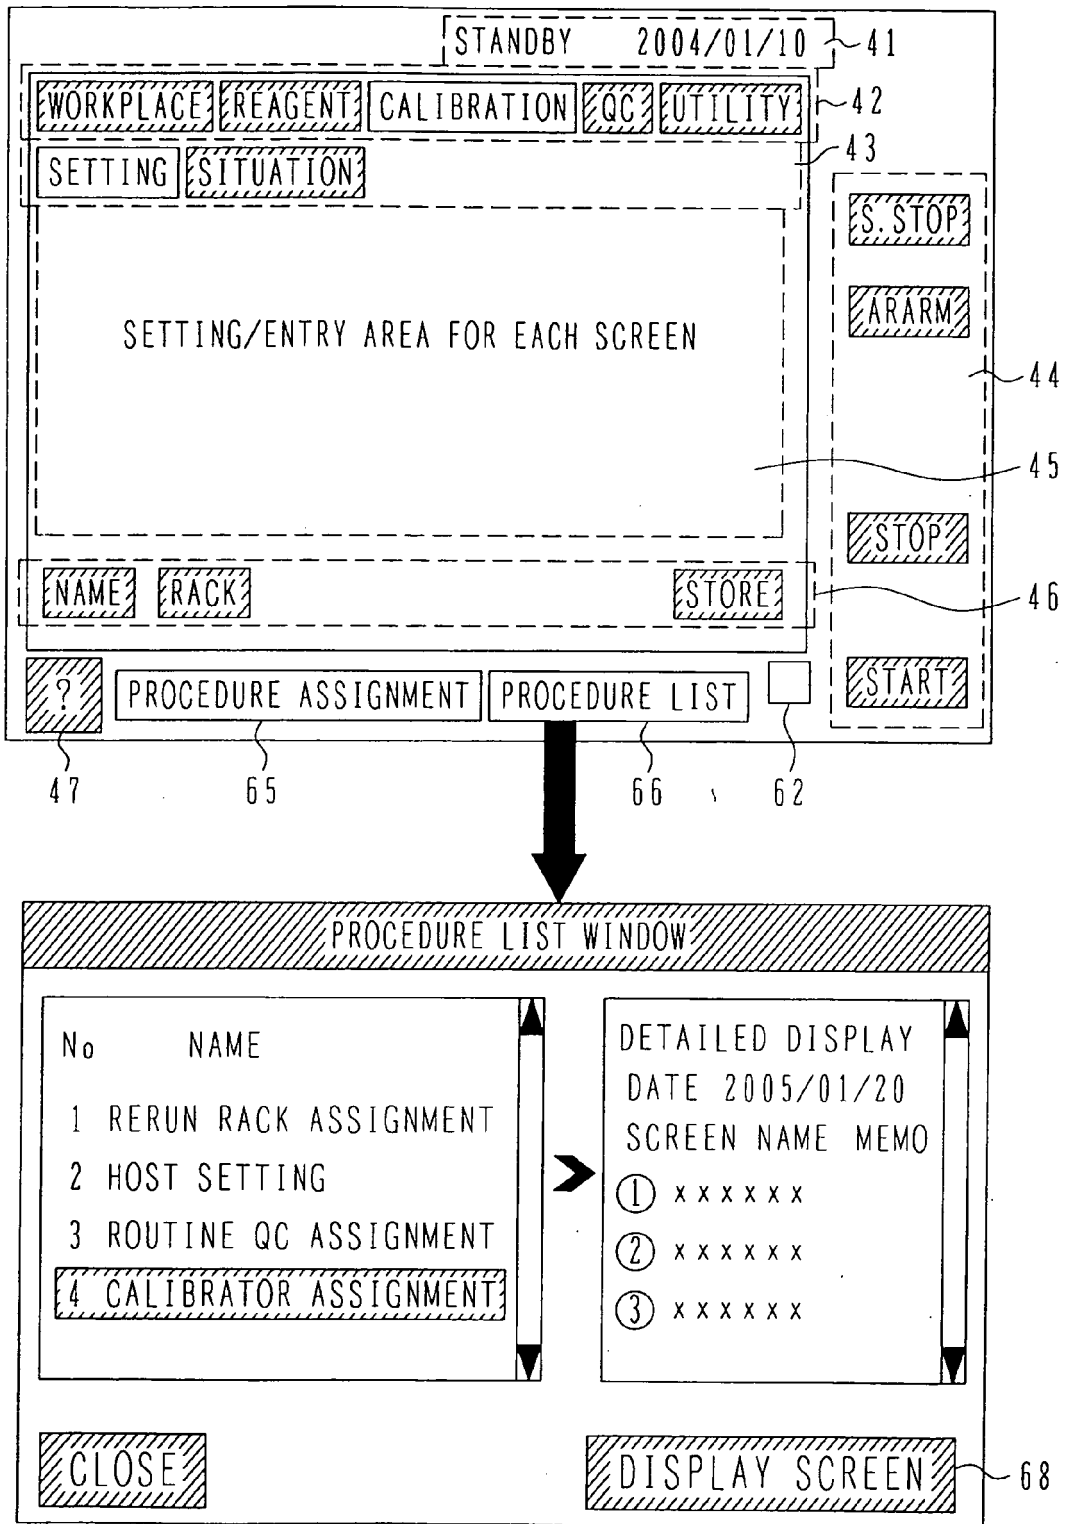 STANDBY 2004/01/10 41
WORKPLACE REAGENT CALIBRATION QC UTILITY 42
SETTING SITUATION 43
S.STOP
ARARM
SETTING/ENTRY AREA FOR EACH SCREEN
44
45
STOP
NAME RACK STORE 46
START
? PROCEDURE ASSIGNMENT PROCEDURE LIST
47 65 66 62
PROCEDURE LIST WINDOW
No NAME
1 RERUN RACK ASSIGNMENT
2 HOST SETTING
3 ROUTINE QC ASSIGNMENT
4 CALIBRATOR ASSIGNMENT
DETAILED DISPLAY
DATE 2005/01/20
SCREEN NAME MEMO
① x x x x x x
② x x x x x x
③ x x x x x x
CLOSE DISPLAY SCREEN 68